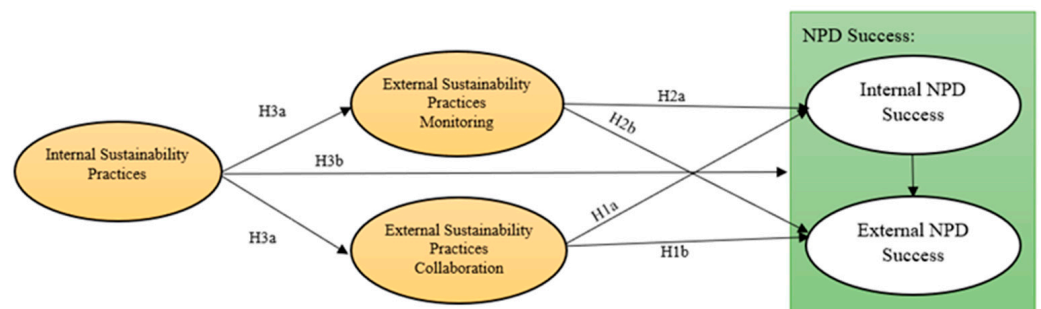 NPD Success:
External Sustainability
Practices
Monitoring
H2a
Internal NPD
Success
H3a
H2b
Internal Sustainability
Practices
H3b
H3a
H1a
External Sustainability
Practices
Collaboration
H1b
External NPD
Success